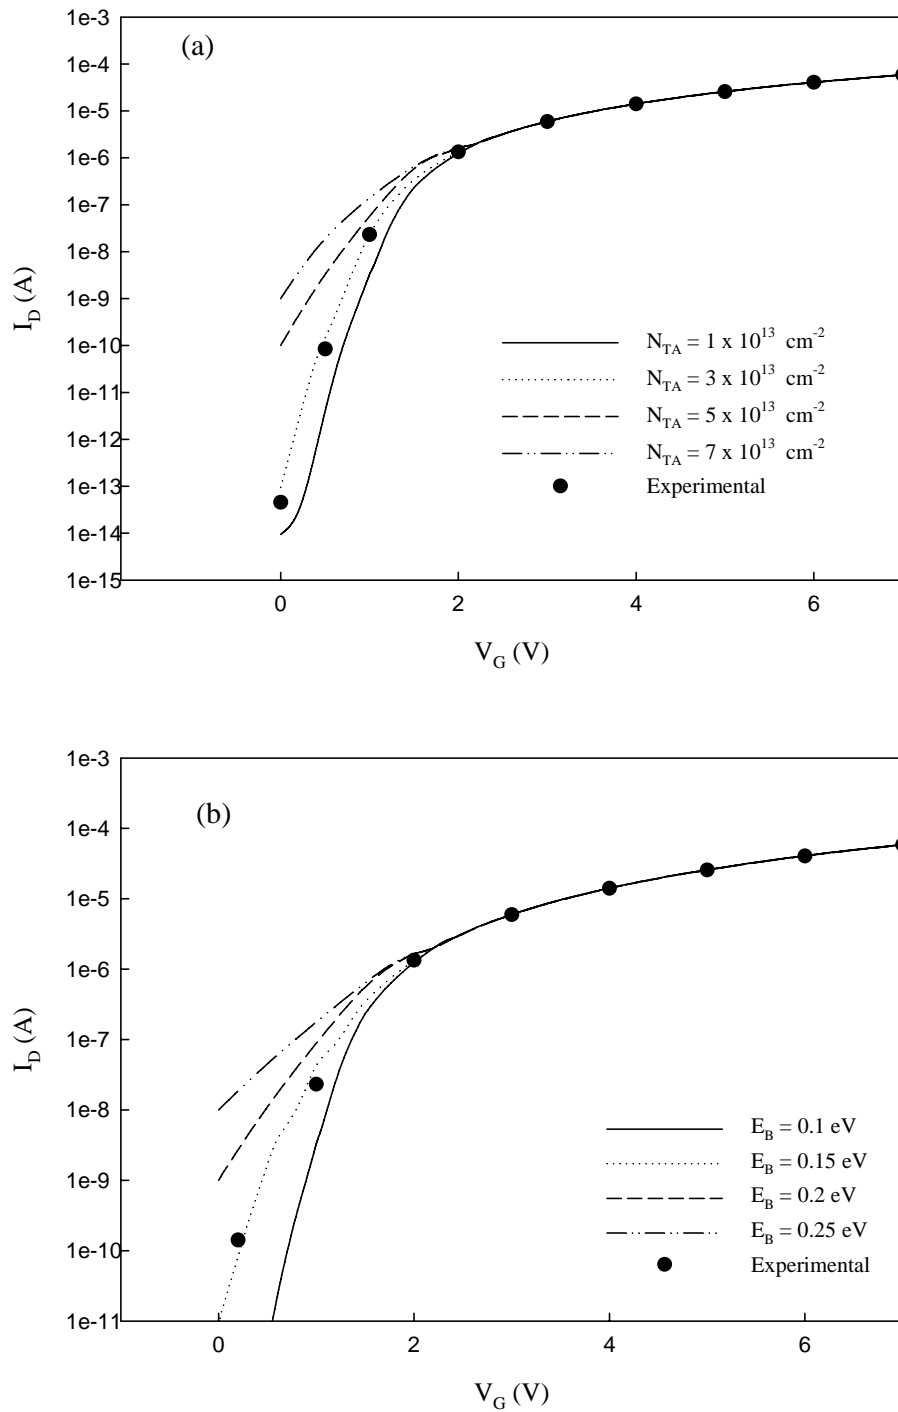 (a)
1e-3
1e-4
1e-5
1e-6
1e-7
1e-8
1e-9
1e-10
1e-11
1e-12
1e-13
1e-14
1e-15
I_D (A)
N_TA = 1 x 10^13 cm^-2
N_TA = 3 x 10^13 cm^-2
N_TA = 5 x 10^13 cm^-2
N_TA = 7 x 10^13 cm^-2
Experimental
0 2 4 6
V_G (V)
(b)
1e-3
1e-4
1e-5
1e-6
1e-7
1e-8
1e-9
1e-10
1e-11
I_D (A)
E_B = 0.1 eV
E_B = 0.15 eV
E_B = 0.2 eV
E_B = 0.25 eV
Experimental
0 2 4 6
V_G (V)